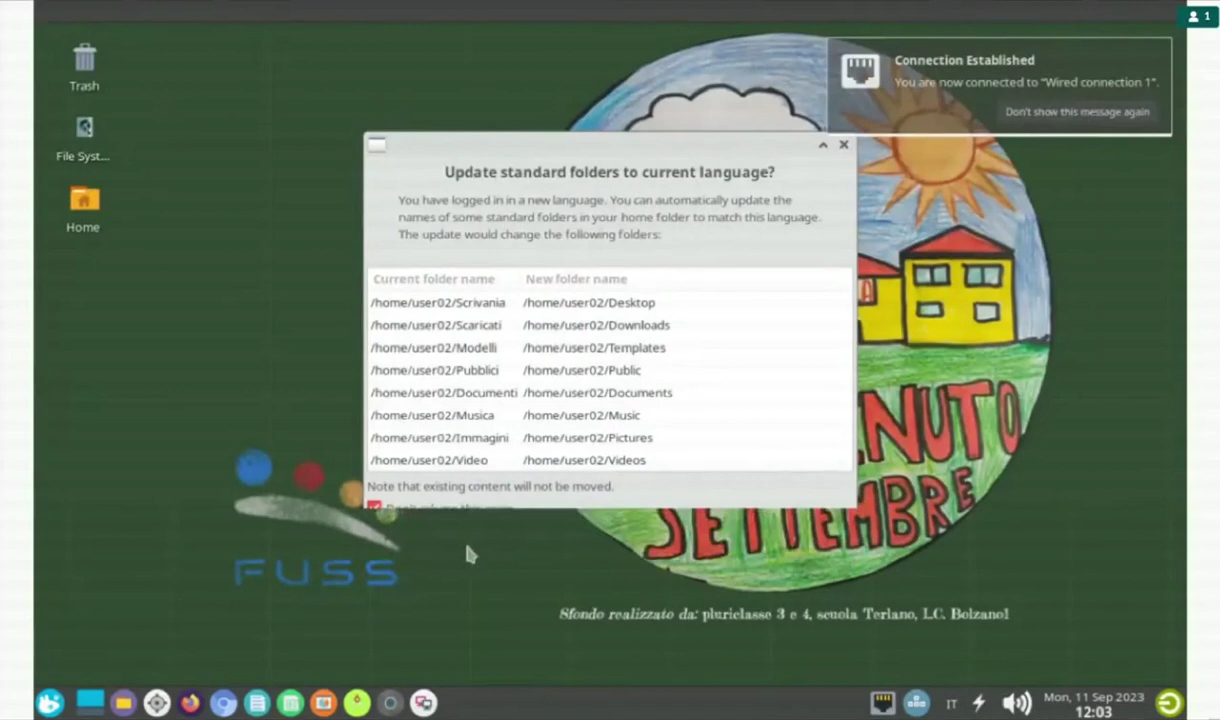 1
Trash
File Syst...
Home
Connection Established
You are now connected to “Wired connection 1”.
Don't show this message again
Update standard folders to current language?
You have logged in in a new language. You can automatically update the
names of some standard folders in your home folder to match this language.
The update would change the following folders:
Current folder name New folder name
/home/user02/Scrivania /home/user02/Desktop
/home/user02/Scaricati /home/user02/Downloads
/home/user02/Modelli /home/user02/Templates
/home/user02/Pubblici /home/user02/Public
/home/user02/Documenti /home/user02/Documents
/home/user02/Musica /home/user02/Music
/home/user02/Immagini /home/user02/Pictures
/home/user02/Video /home/user02/Videos
Note that existing content will not be moved.
NUTO
SETTEMBRE
FUSS
Sfondo realizzato da: pluriclasse 3 e 4, scuola Terlano, I.C. Bolzano1
IT
Mon, 11 Sep 2023
12:03